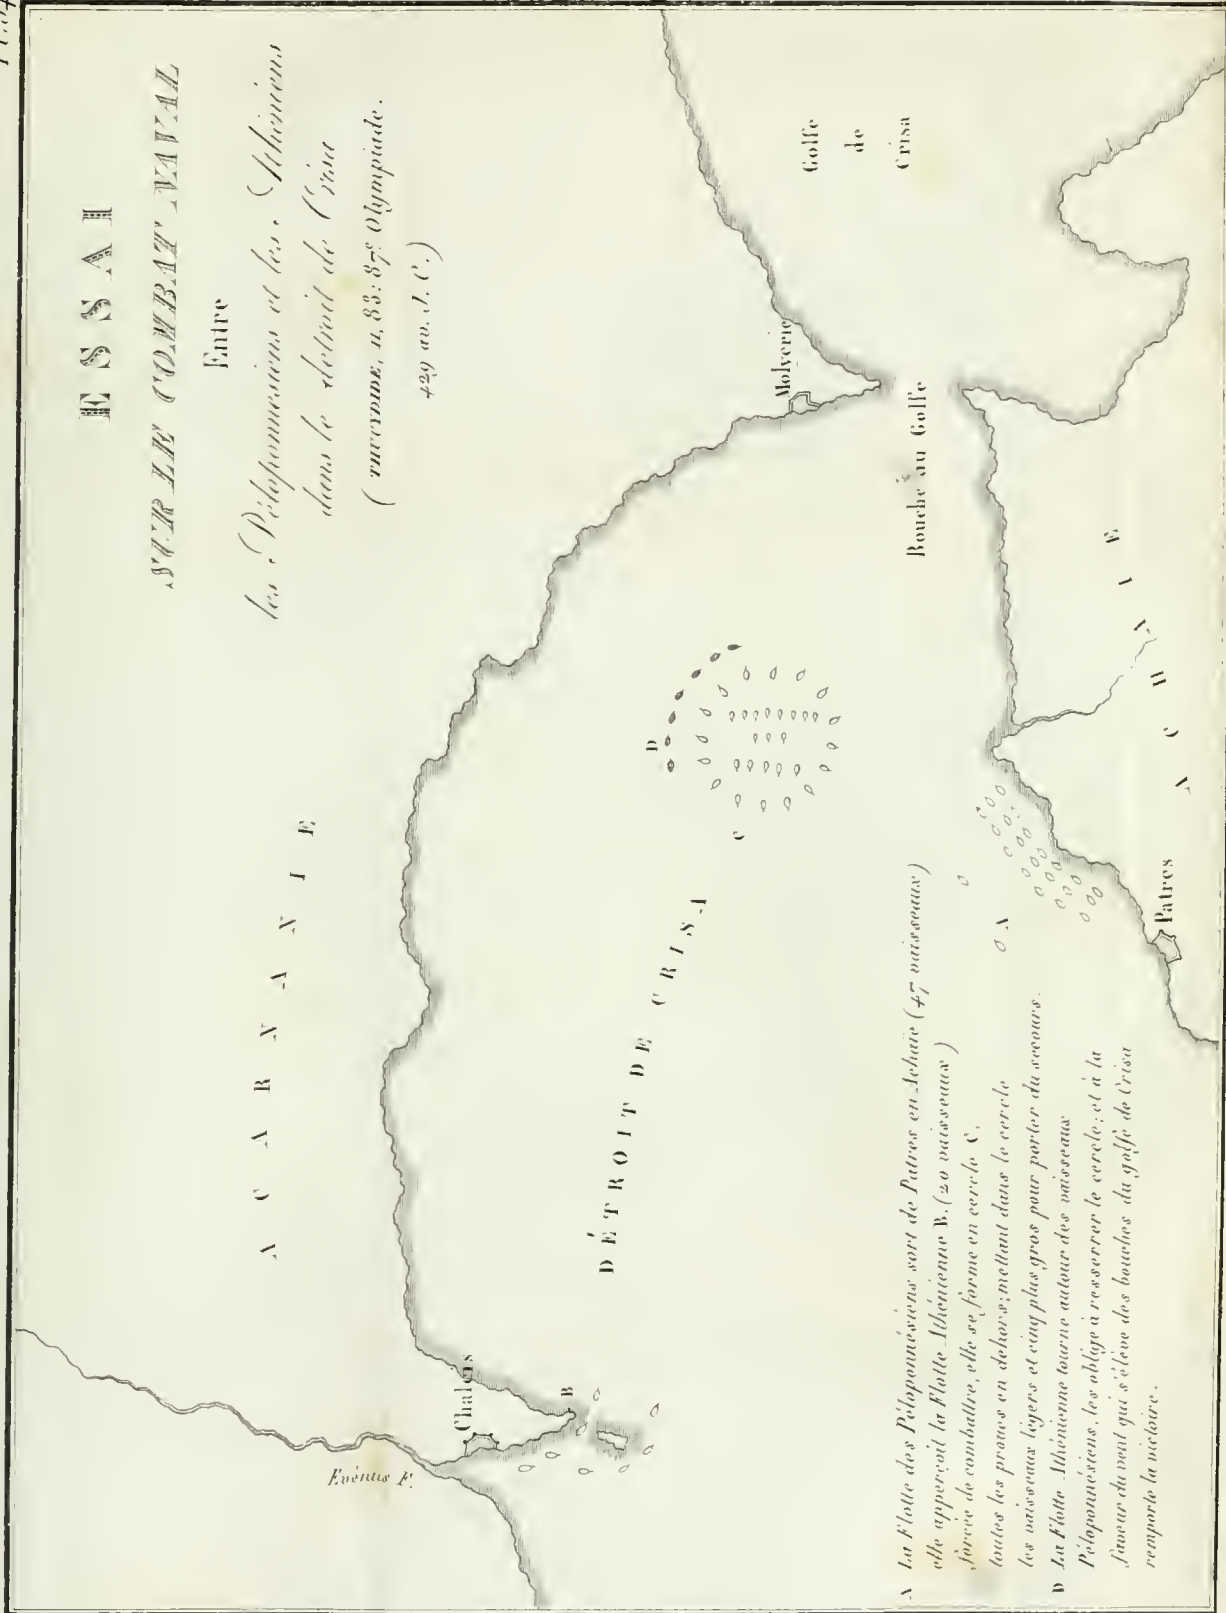 ESSAI
SUR LE COMBAT NAVAL
Entre
les Péloponnésiens et les Athéniens
dans le détroit de Crisa
(THUCYDIDE, II, 83: 87.e Olympiade.
429 av. J. C.)
ACARNANIE
Evénus F.
Chalcis
B
DÉTROIT DE CRISA
D
C
Molycrie
Golfe
de
Crisa
Bouche au Golfe
ACHAIE
A
Patres
A La Flotte des Péloponnésiens sort de Patres en Achaïe (47 vaisseaux)
elle apperçoit la Flotte Athénienne B. (20 vaisseaux)
forcée de combattre, elle se forme en cercle C.
toutes les proues en dehors; mettant dans le cercle
les vaisseaux légers et cinq plus gros pour porter du secours.
D La Flotte Athénienne tourne autour des vaisseaux
Péloponnésiens, les oblige à resserrer le cercle; et à la
faveur du vent qui s'élève des bouches du golfe de Crisa
remporte la victoire.